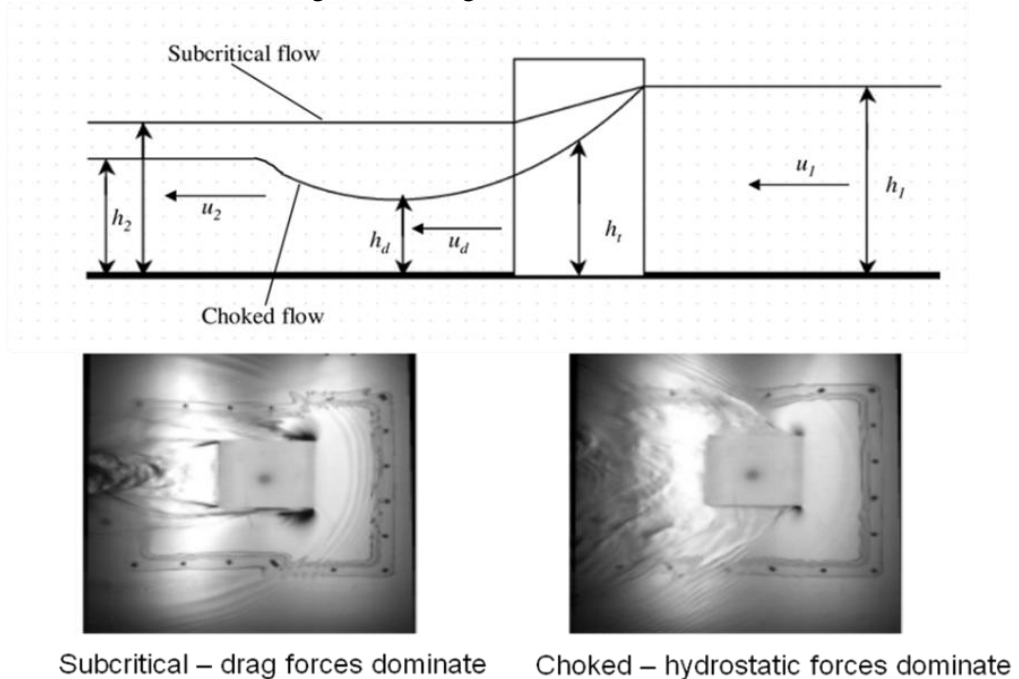 Subcritical flow
u1
h1
u2
h2
hd
ud
ht
Choked flow
Subcritical – drag forces dominate
Choked – hydrostatic forces dominate